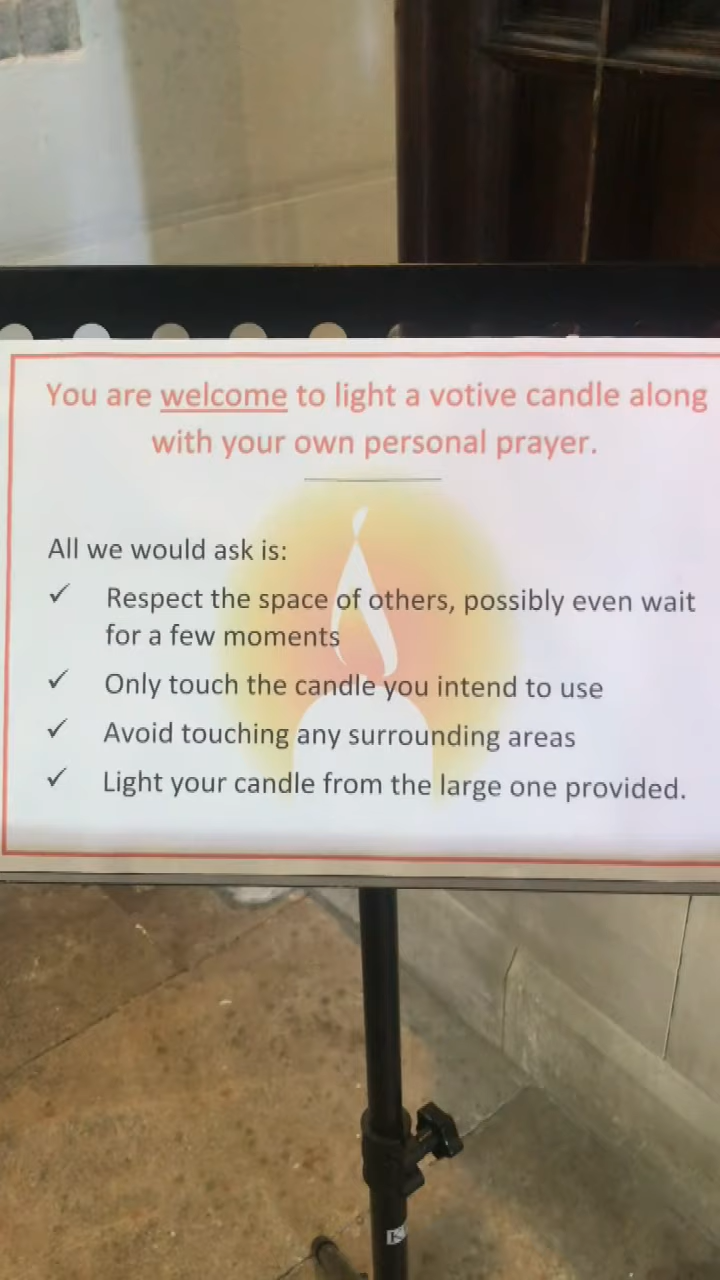 You are welcome to light a votive candle along
with your own personal prayer.
All we would ask is:
✓ Respect the space of others, possibly even wait
for a few moments
✓ Only touch the candle you intend to use
✓ Avoid touching any surrounding areas
✓ Light your candle from the large one provided.
K